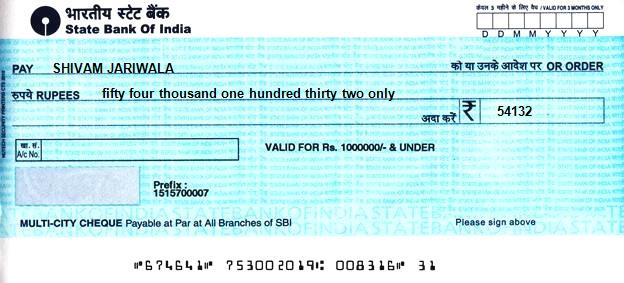 भारतीय स्टेट बैंक
State Bank Of India
केवल 3 महीने के लिए वैध / VALID FOR 3 MONTHS ONLY
D D M M Y Y Y Y
PAY SHIVAM JARIWALA को या उनके आदेश पर OR ORDER
रुपये RUPEES fifty four thousand one hundred thirty two only
अदा करें ₹ 54132
खा. सं.
A/c No.
VALID FOR Rs. 1000000/- & UNDER
Prefix :
1515700007
MULTI-CITY CHEQUE Payable at Par at All Branches of SBI
Please sign above
⑈674641⑈ 753002019⑆ 008316⑈ 31